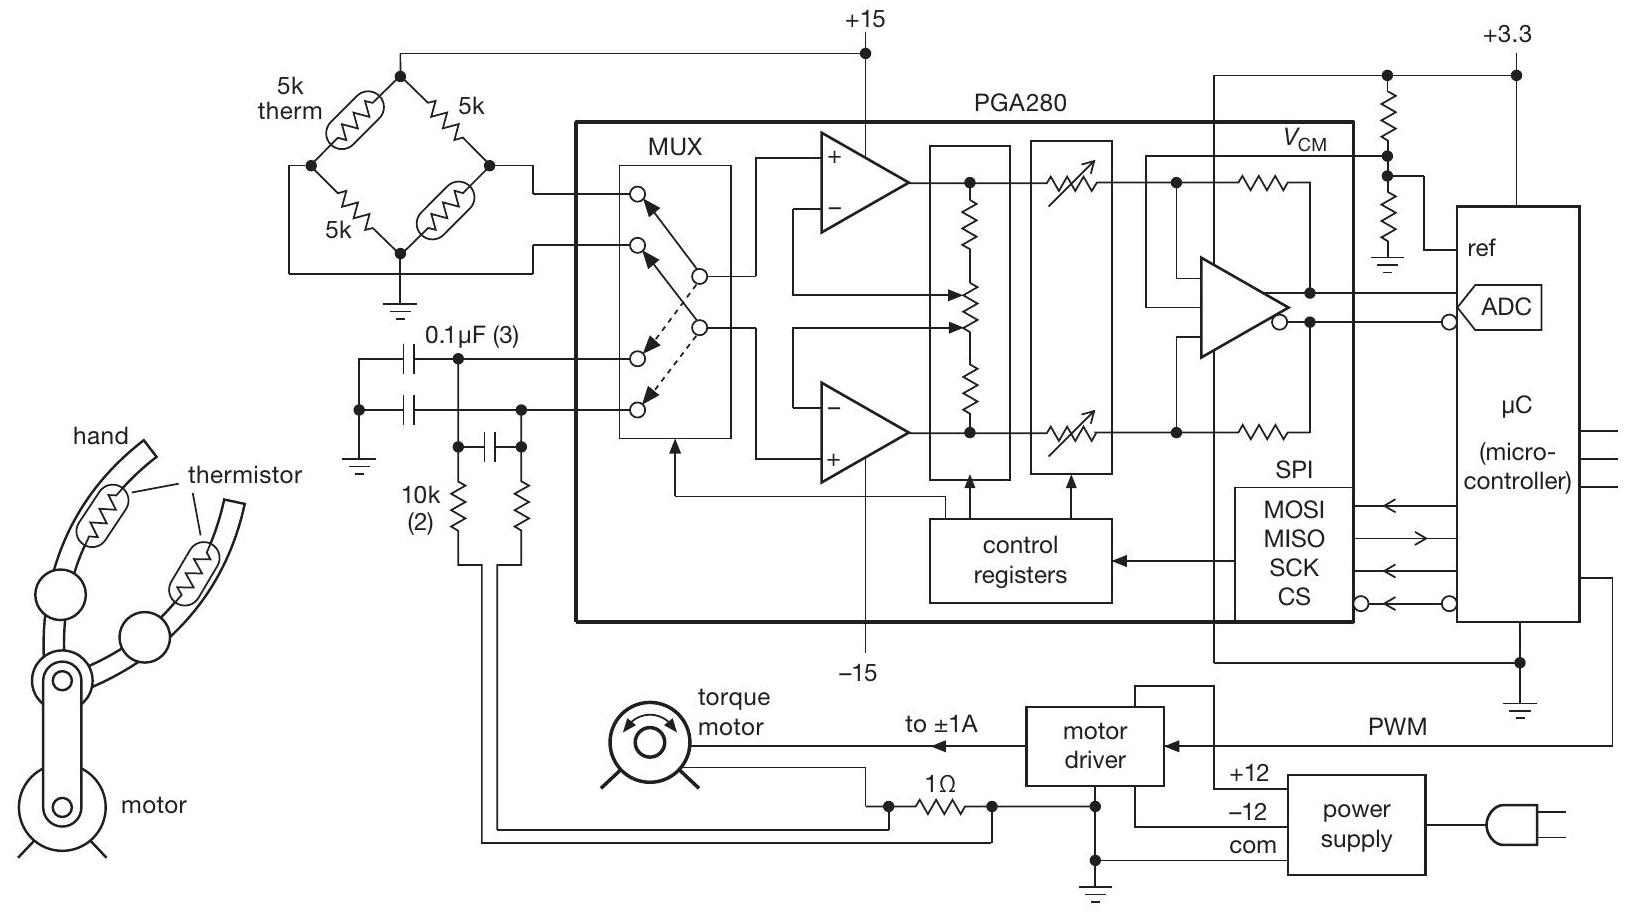 +15
+3.3
5k
therm
5k
PGA280
MUX
VCM
+
−
5k
ref
ADC
0.1µF (3)
−
+
µC
(micro-
controller)
hand
thermistor
10k
(2)
SPI
MOSI
MISO
SCK
CS
control
registers
−15
torque
motor
to ±1A
motor
driver
PWM
1Ω
+12
−12
com
power
supply
motor